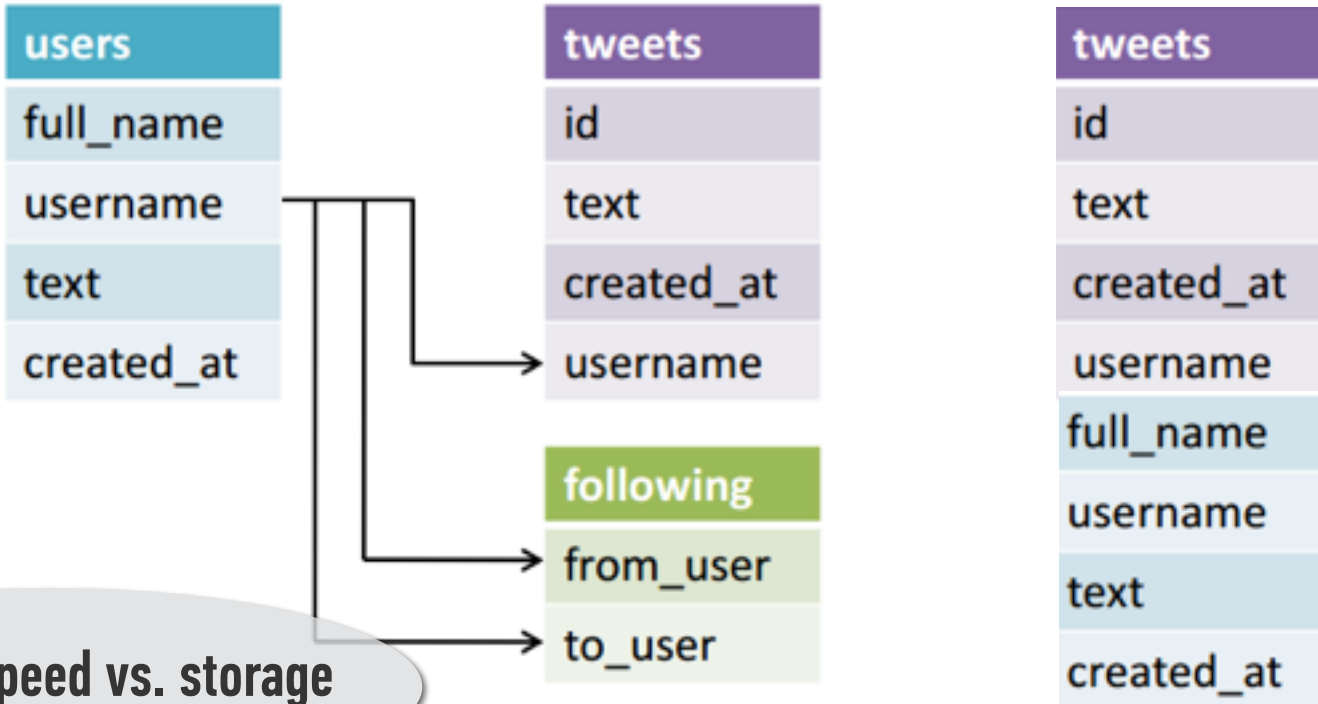 users
full_name
username
text
created_at
tweets
id
text
created_at
username
following
from_user
to_user
tweets
id
text
created_at
username
full_name
username
text
created_at
vs. storage